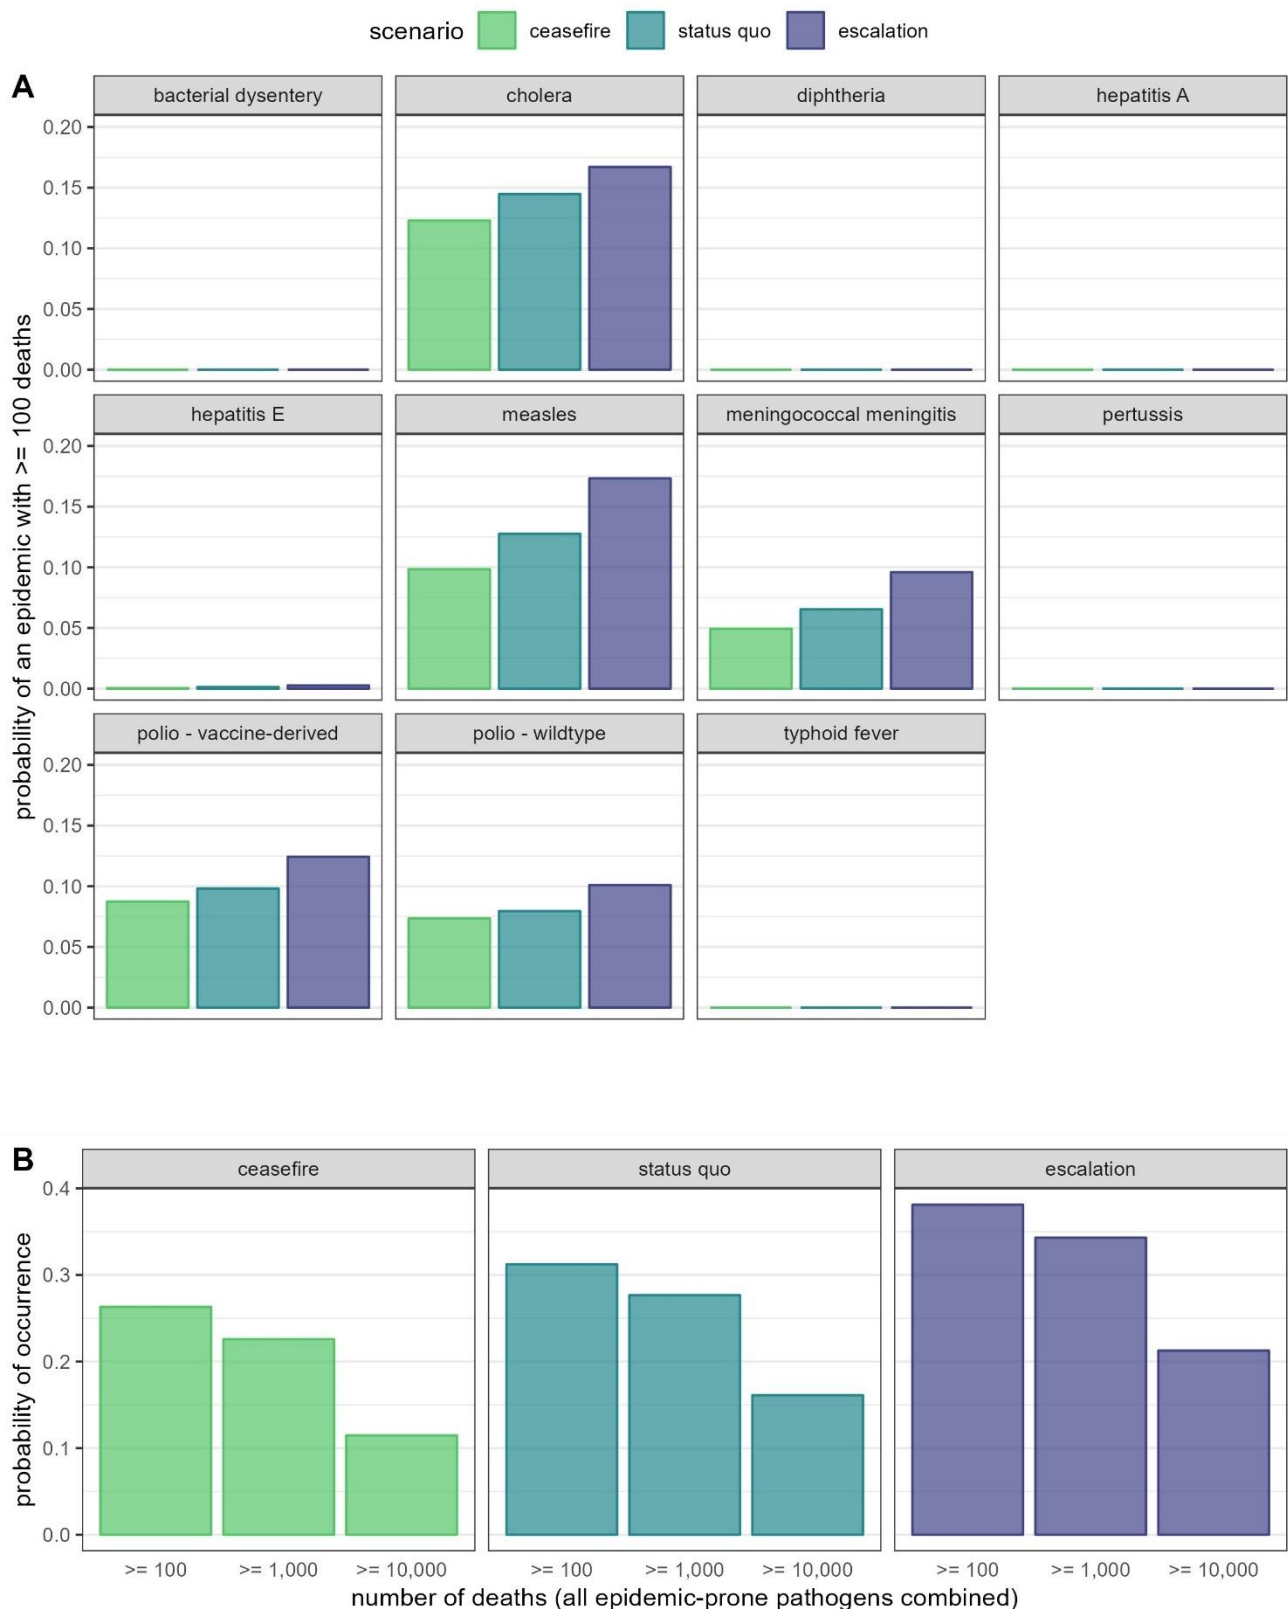 scenario ceasefire status quo escalation
A
bacterial dysentery cholera diphtheria hepatitis A
0.20
0.15
0.10
0.05
0.00
hepatitis E measles meningococcal meningitis pertussis
0.20
0.15
0.10
0.05
0.00
polio - vaccine-derived polio - wildtype typhoid fever
0.20
0.15
0.10
0.05
0.00
probability of an epidemic with >= 100 deaths
B
ceasefire status quo escalation
0.4
0.3
0.2
0.1
0.0
probability of occurrence
>= 100 >= 1,000 >= 10,000 >= 100 >= 1,000 >= 10,000 >= 100 >= 1,000 >= 10,000
number of deaths (all epidemic-prone pathogens combined)